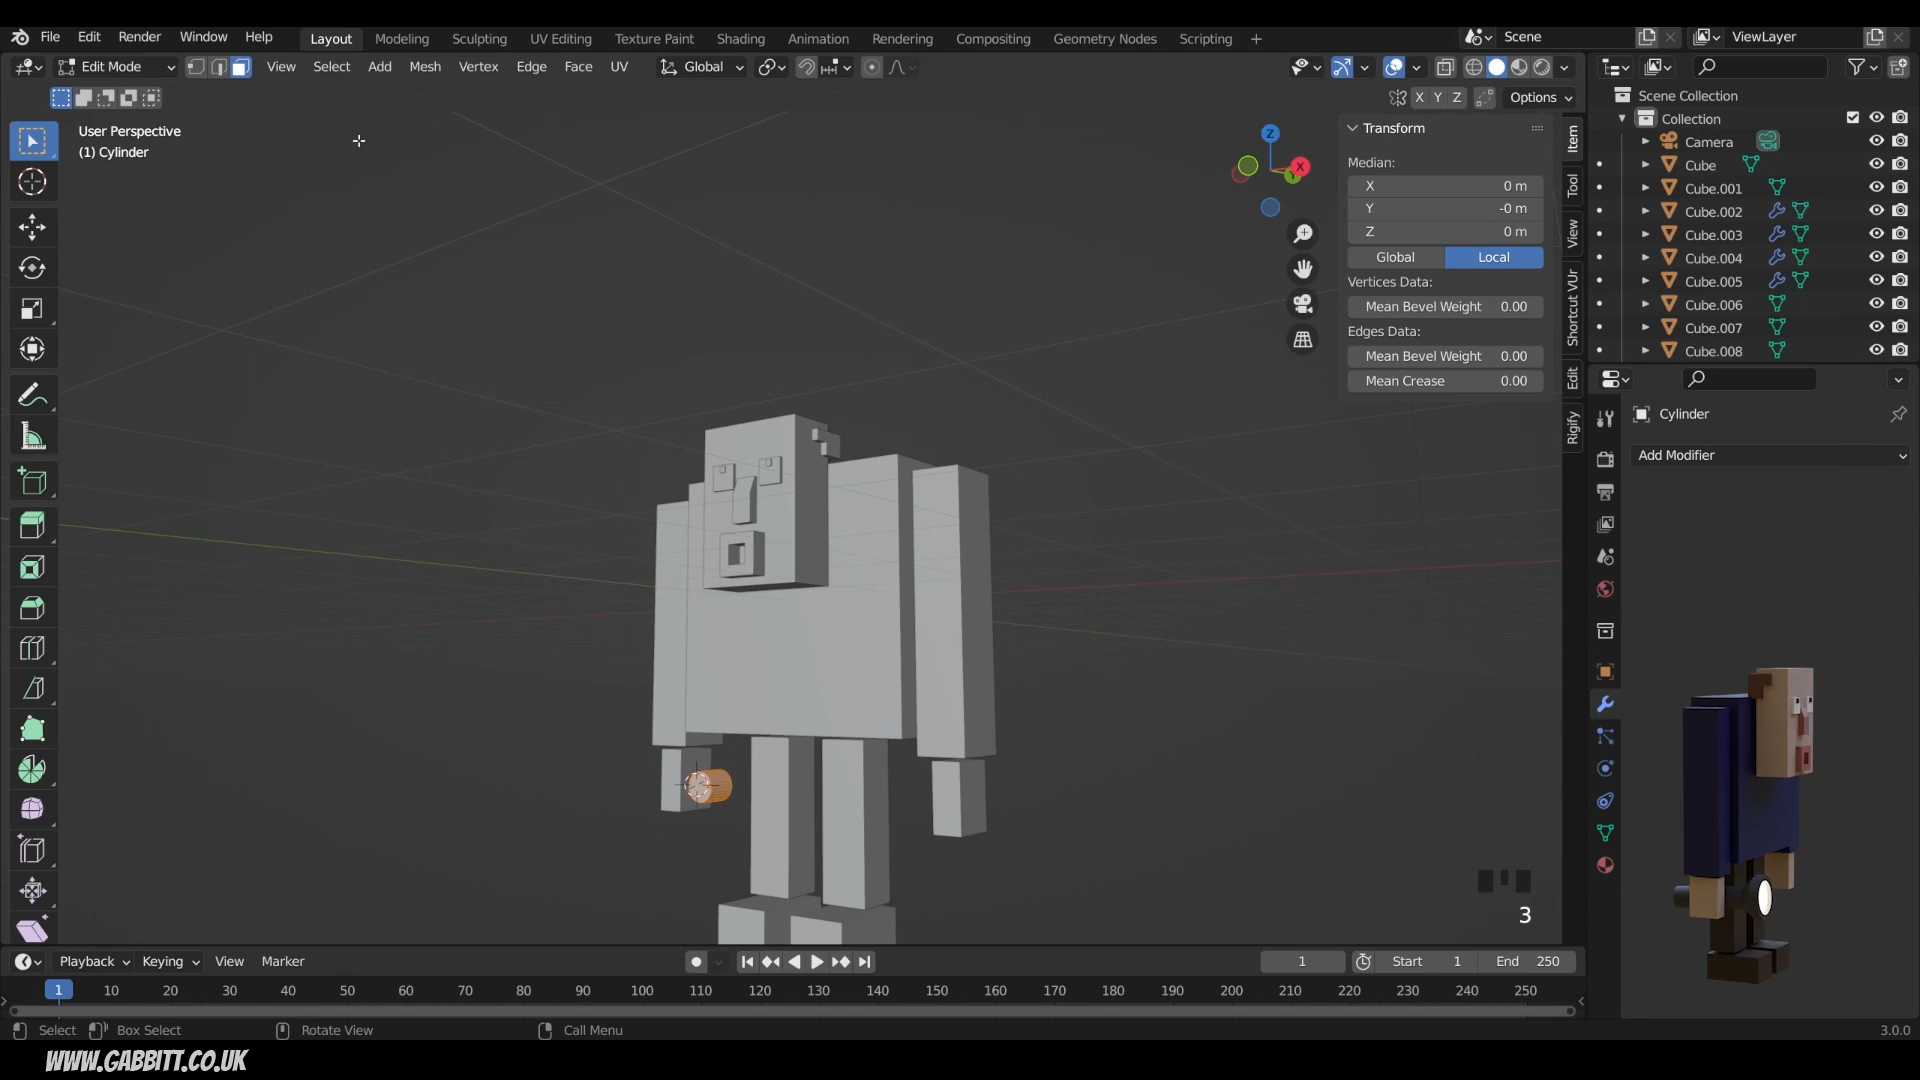 File Edit Render Window Help Layout Modeling Sculpting UV Editing Texture Paint Shading Animation Rendering Compositing Geometry Nodes Scripting + Scene ViewLayer
Edit Mode View Select Add Mesh Vertex Edge Face UV Global
X Y Z Options
User Perspective
(1) Cylinder
Z
X
Y
Transform
Median:
X 0 m
Y -0 m
Z 0 m
Global Local
Vertices Data:
Mean Bevel Weight 0.00
Edges Data:
Mean Bevel Weight 0.00
Mean Crease 0.00
Item
Tool
View
Shortcut VUr
Edit
Rigify
Scene Collection
Collection
Camera
Cube
Cube.001
Cube.002
Cube.003
Cube.004
Cube.005
Cube.006
Cube.007
Cube.008
Cylinder
Add Modifier
3
Playback Keying View Marker 1 Start 1 End 250
1 10 20 30 40 50 60 70 80 90 100 110 120 130 140 150 160 170 180 190 200 210 220 230 240 250
Select Box Select Rotate View Call Menu 3.0.0
WWW.GABBITT.CO.UK